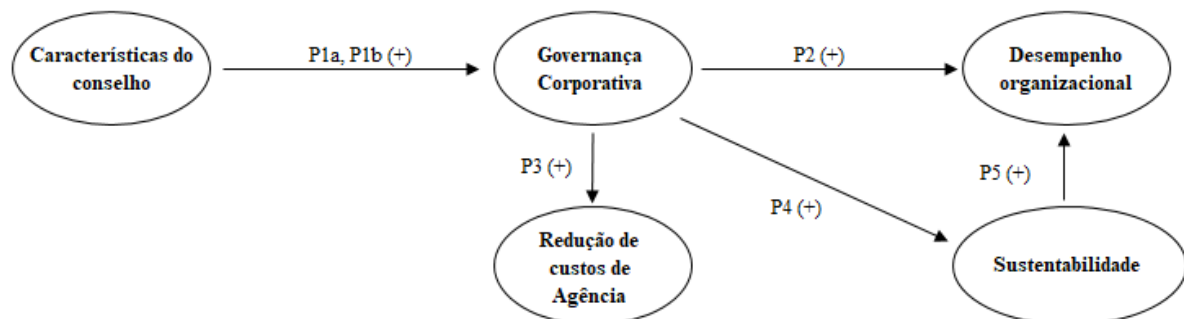 Características do
conselho
P1a, P1b (+)
Governança
Corporativa
P2 (+)
Desempenho
organizacional
P3 (+)
P4 (+)
P5 (+)
Redução de
custos de
Agência
Sustentabilidade